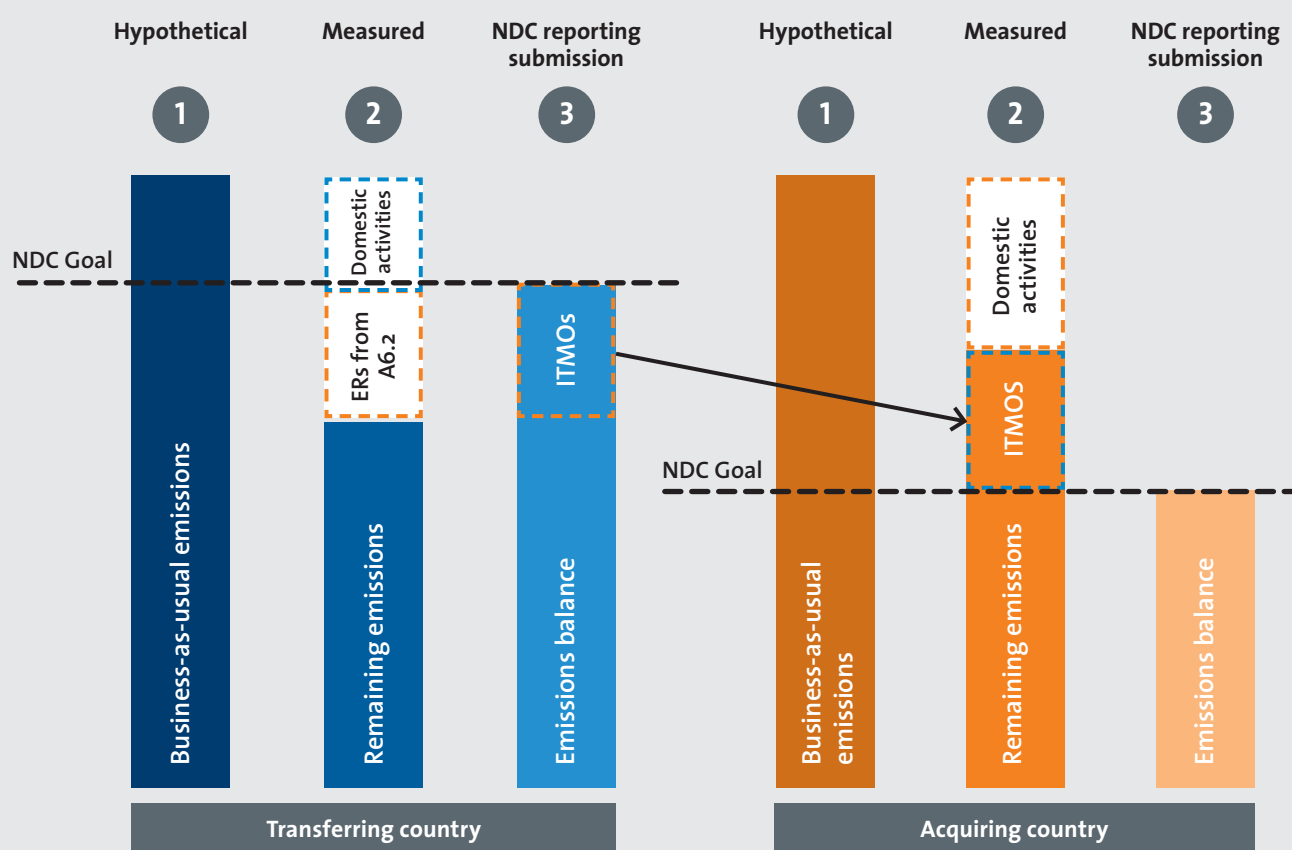 Hypothetical
Measured
NDC reporting
submission
1
2
3
NDC Goal
Business-as-usual emissions
Domestic
activities
ERs from
A6.2
Remaining emissions
ITMOs
Emissions balance
Transferring country
Hypothetical
Measured
NDC reporting
submission
1
2
3
NDC Goal
Business-as-usual
emissions
Domestic
activities
ITMOS
Remaining emissions
Emissions balance
Acquiring country